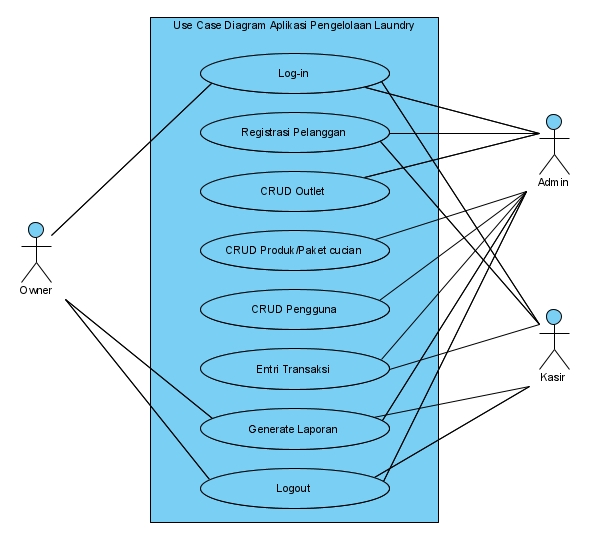 Use Case Diagram Aplikasi Pengelolaan Laundry
Log-in
Registrasi Pelanggan
CRUD Outlet
Admin
CRUD Produk/Paket cucian
Owner
CRUD Pengguna
Entri Transaksi
Kasir
Generate Laporan
Logout